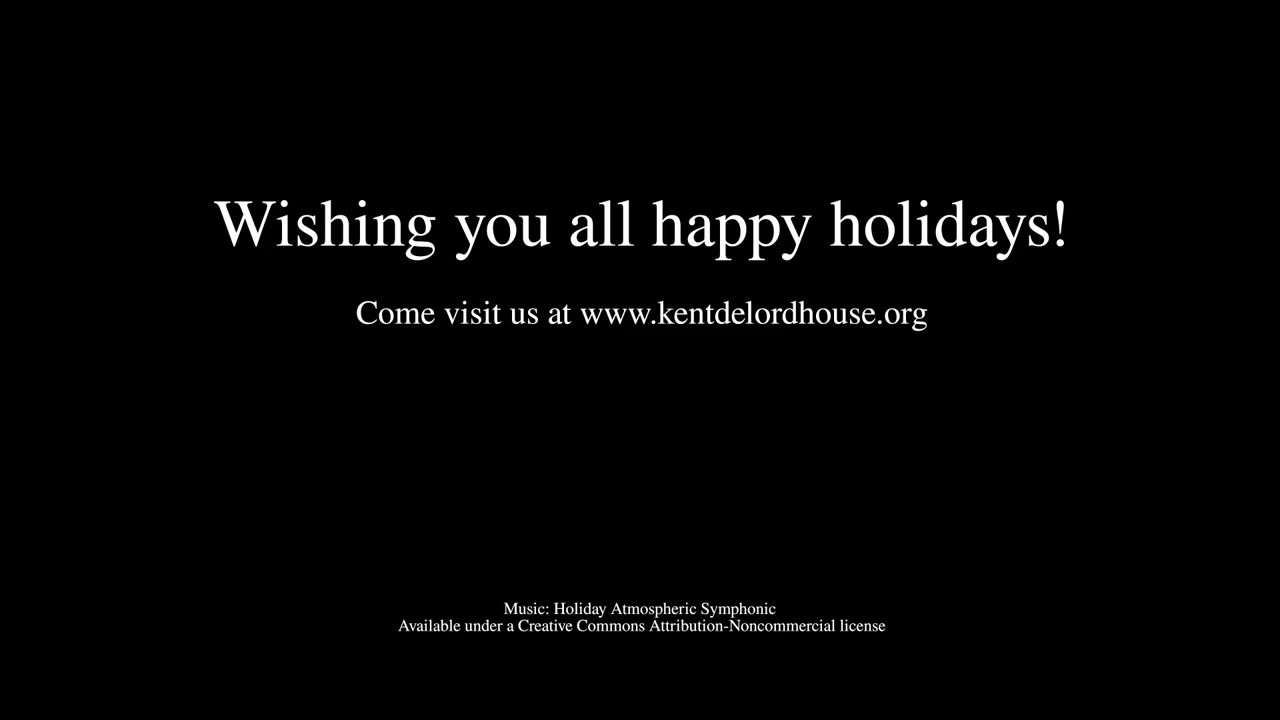 Wishing you all happy holidays!
Come visit us at www.kentdelordhouse.org
Music: Holiday Atmospheric Symphonic
Available under a Creative Commons Attribution-Noncommercial license